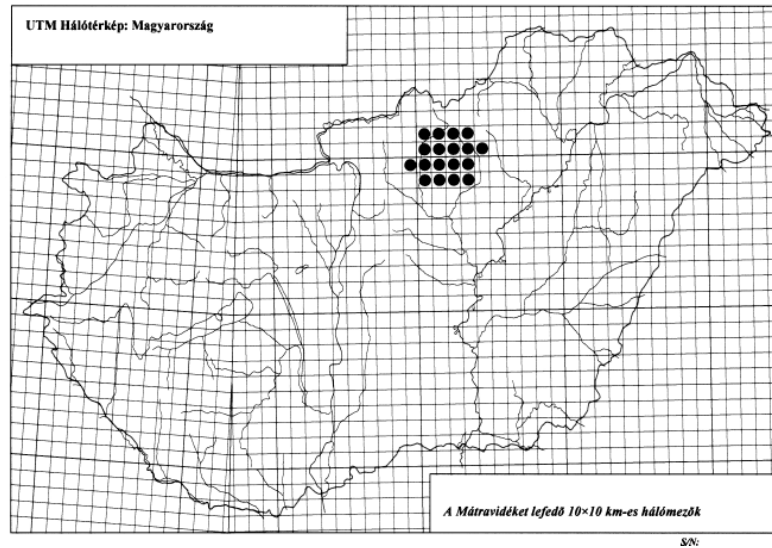 UTM Hálótérkép: Magyarország
A Mátravidéket lefedő 10×10 km-es hálómezők
S/N: